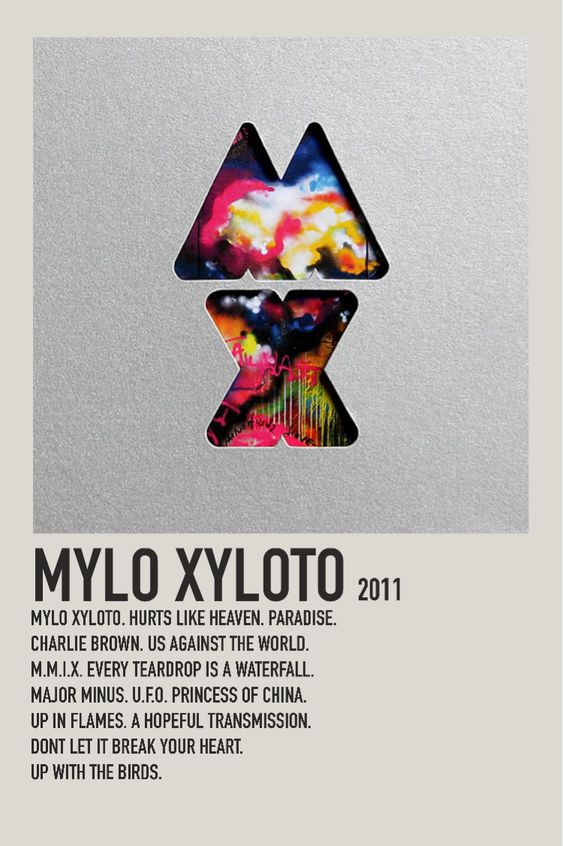 MYLO XYLOTO 2011
MYLO XYLOTO. HURTS LIKE HEAVEN. PARADISE.
CHARLIE BROWN. US AGAINST THE WORLD.
M.M.I.X. EVERY TEARDROP IS A WATERFALL.
MAJOR MINUS. U.F.O. PRINCESS OF CHINA.
UP IN FLAMES. A HOPEFUL TRANSMISSION.
DONT LET IT BREAK YOUR HEART.
UP WITH THE BIRDS.